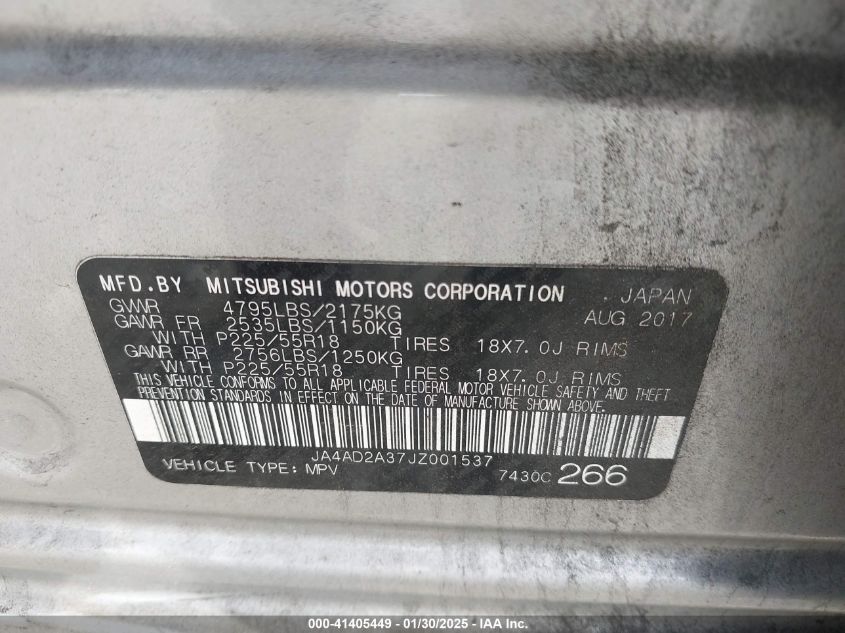 MFD.BY MITSUBISHI MOTORS CORPORATION . JAPAN
GVWR 4795LBS/2175KG AUG 2017
GAWR FR 2535LBS/1150KG
WITH P225/55R18 TIRES 18X7.0J RIMS
GAWR RR 2756LBS/1250KG
WITH P225/55R18 TIRES 18X7.0J RIMS
THIS VEHICLE CONFORMS TO ALL APPLICABLE FEDERAL MOTOR VEHICLE SAFETY AND THEFT
PREVENTION STANDARDS IN EFFECT ON THE DATE OF MANUFACTURE SHOWN ABOVE.
JA4AD2A37JZ001537
VEHICLE TYPE: MPV 7430C 266
000-41405449 - 01/30/2025 - © IAA Inc.